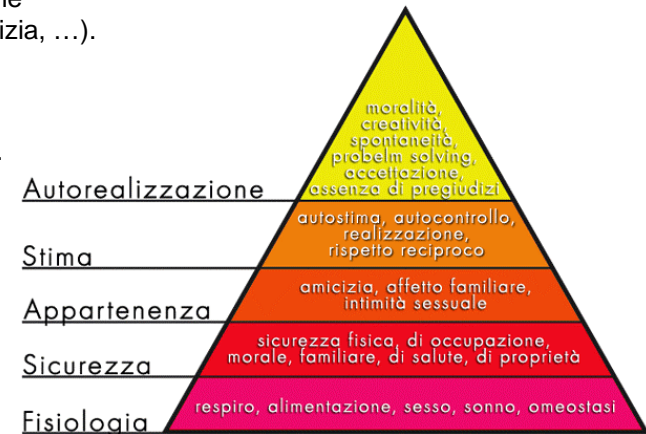 ne
izia, …).
.
moralità,
creatività,
spontaneità,
probelm solving,
accettazione,
assenza di pregiudizi
Autorealizzazione
autostima, autocontrollo,
realizzazione,
rispetto reciproco
Stima
amicizia, affetto familiare,
intimità sessuale
Appartenenza
sicurezza fisica, di occupazione,
morale, familiare, di salute, di proprietà
Sicurezza
respiro, alimentazione, sesso, sonno, omeostasi
Fisiologia